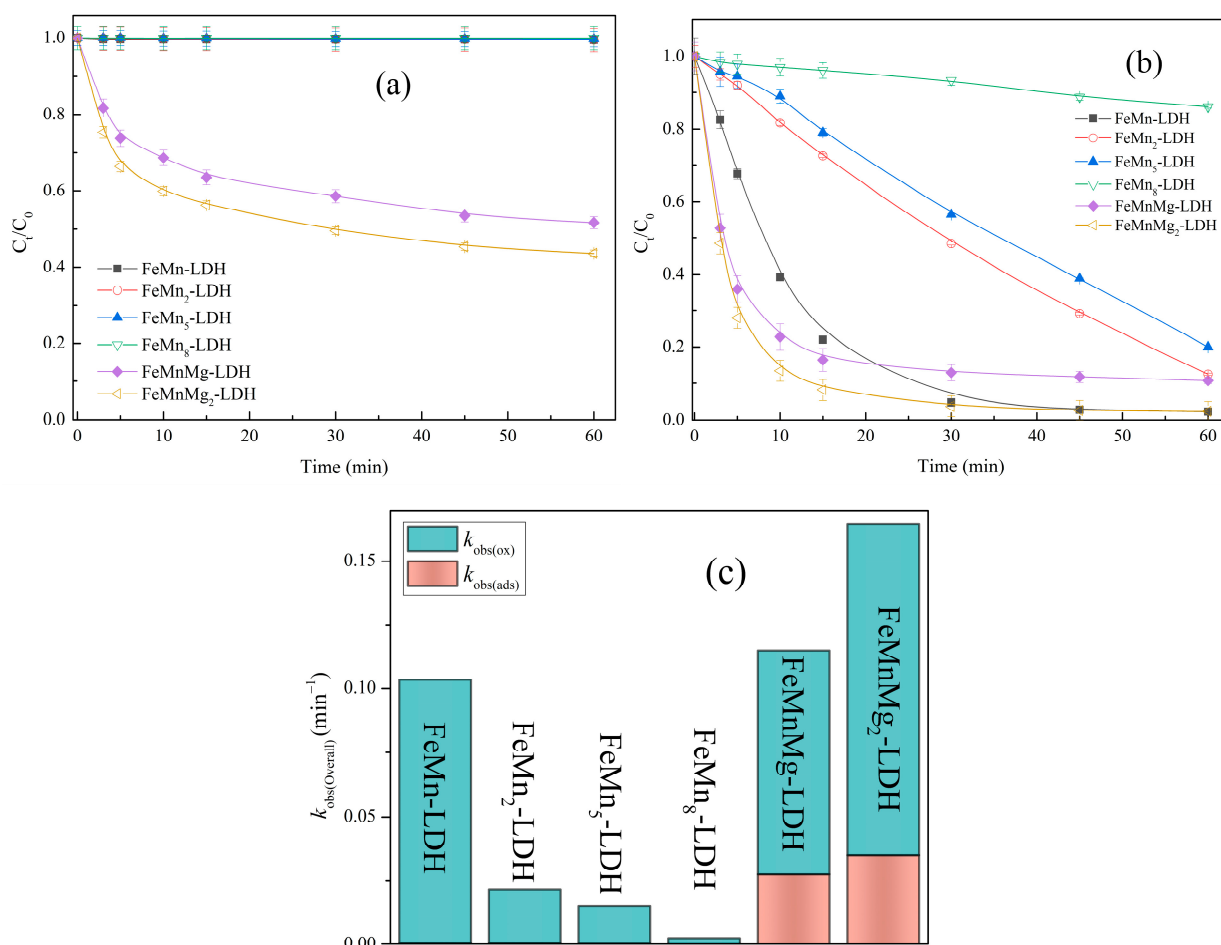 (a)
1.0
0.8
0.6
0.4
0.2
0.0
Cₜ/C₀
FeMn-LDH
FeMn₂-LDH
FeMn₅-LDH
FeMn₈-LDH
FeMnMg-LDH
FeMnMg₂-LDH
0 10 20 30 40 50 60
Time (min)
(b)
1.0
0.8
0.6
0.4
0.2
0.0
Cₜ/C₀
FeMn-LDH
FeMn₂-LDH
FeMn₅-LDH
FeMn₈-LDH
FeMnMg-LDH
FeMnMg₂-LDH
0 10 20 30 40 50 60
Time (min)
(c)
k obs(ox)
k obs(ads)
0.15
0.10
0.05
0.00
k obs(Overall) (min⁻¹)
FeMn-LDH
FeMn₂-LDH
FeMn₅-LDH
FeMn₈-LDH
FeMnMg-LDH
FeMnMg₂-LDH